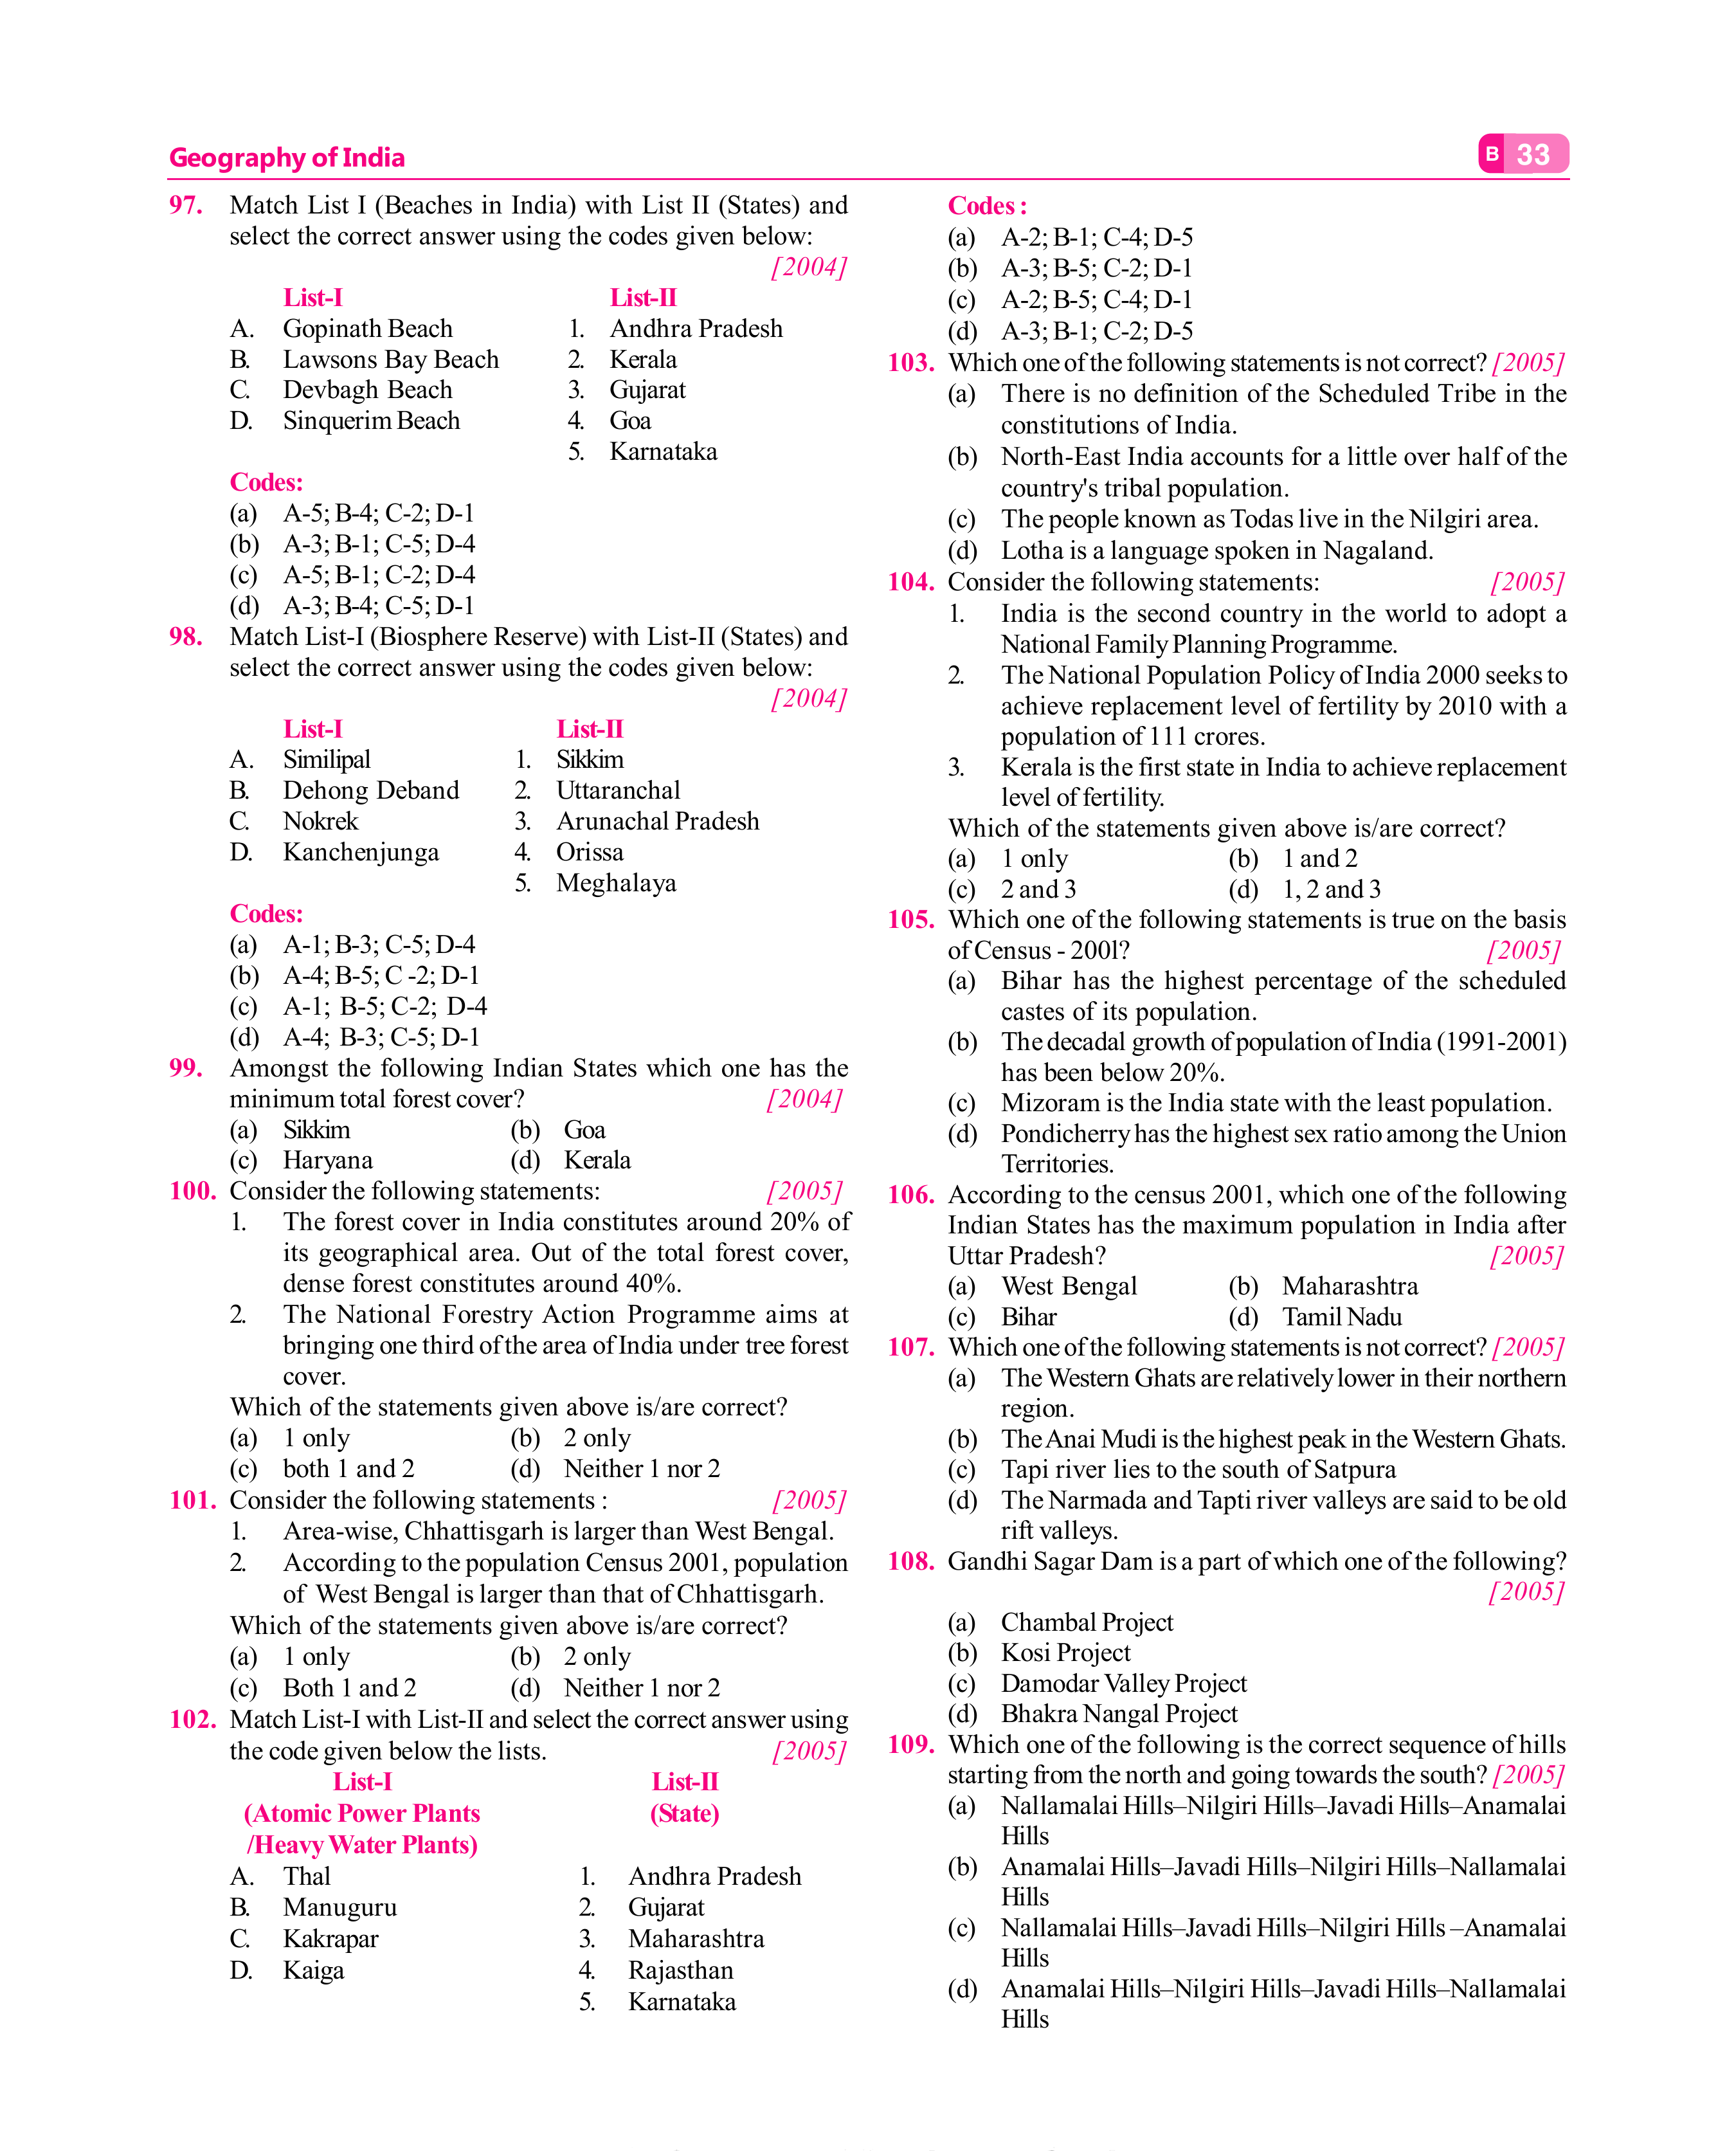 Geography of India
B 33
97. Match List I (Beaches in India) with List II (States) and
select the correct answer using the codes given below:
[2004]
List-I List-II
A. Gopinath Beach 1. Andhra Pradesh
B. Lawsons Bay Beach 2. Kerala
C. Devbagh Beach 3. Gujarat
D. Sinquerim Beach 4. Goa
5. Karnataka
Codes:
(a) A-5; B-4; C-2; D-1
(b) A-3; B-1; C-5; D-4
(c) A-5; B-1; C-2; D-4
(d) A-3; B-4; C-5; D-1
98. Match List-I (Biosphere Reserve) with List-II (States) and
select the correct answer using the codes given below:
[2004]
List-I List-II
A. Similipal 1. Sikkim
B. Dehong Deband 2. Uttaranchal
C. Nokrek 3. Arunachal Pradesh
D. Kanchenjunga 4. Orissa
5. Meghalaya
Codes:
(a) A-1; B-3; C-5; D-4
(b) A-4; B-5; C -2; D-1
(c) A-1; B-5; C-2; D-4
(d) A-4; B-3; C-5; D-1
99. Amongst the following Indian States which one has the
minimum total forest cover? [2004]
(a) Sikkim (b) Goa
(c) Haryana (d) Kerala
100. Consider the following statements: [2005]
1. The forest cover in India constitutes around 20% of
its geographical area. Out of the total forest cover,
dense forest constitutes around 40%.
2. The National Forestry Action Programme aims at
bringing one third of the area of India under tree forest
cover.
Which of the statements given above is/are correct?
(a) 1 only (b) 2 only
(c) both 1 and 2 (d) Neither 1 nor 2
101. Consider the following statements : [2005]
1. Area-wise, Chhattisgarh is larger than West Bengal.
2. According to the population Census 2001, population
of West Bengal is larger than that of Chhattisgarh.
Which of the statements given above is/are correct?
(a) 1 only (b) 2 only
(c) Both 1 and 2 (d) Neither 1 nor 2
102. Match List-I with List-II and select the correct answer using
the code given below the lists. [2005]
List-I List-II
(Atomic Power Plants (State)
/Heavy Water Plants)
A. Thal 1. Andhra Pradesh
B. Manuguru 2. Gujarat
C. Kakrapar 3. Maharashtra
D. Kaiga 4. Rajasthan
5. Karnataka
Codes :
(a) A-2; B-1; C-4; D-5
(b) A-3; B-5; C-2; D-1
(c) A-2; B-5; C-4; D-1
(d) A-3; B-1; C-2; D-5
103. Which one of the following statements is not correct? [2005]
(a) There is no definition of the Scheduled Tribe in the
constitutions of India.
(b) North-East India accounts for a little over half of the
country's tribal population.
(c) The people known as Todas live in the Nilgiri area.
(d) Lotha is a language spoken in Nagaland.
104. Consider the following statements: [2005]
1. India is the second country in the world to adopt a
National Family Planning Programme.
2. The National Population Policy of India 2000 seeks to
achieve replacement level of fertility by 2010 with a
population of 111 crores.
3. Kerala is the first state in India to achieve replacement
level of fertility.
Which of the statements given above is/are correct?
(a) 1 only (b) 1 and 2
(c) 2 and 3 (d) 1, 2 and 3
105. Which one of the following statements is true on the basis
of Census - 200l? [2005]
(a) Bihar has the highest percentage of the scheduled
castes of its population.
(b) The decadal growth of population of India (1991-2001)
has been below 20%.
(c) Mizoram is the India state with the least population.
(d) Pondicherry has the highest sex ratio among the Union
Territories.
106. According to the census 2001, which one of the following
Indian States has the maximum population in India after
Uttar Pradesh? [2005]
(a) West Bengal (b) Maharashtra
(c) Bihar (d) Tamil Nadu
107. Which one of the following statements is not correct? [2005]
(a) The Western Ghats are relatively lower in their northern
region.
(b) The Anai Mudi is the highest peak in the Western Ghats.
(c) Tapi river lies to the south of Satpura
(d) The Narmada and Tapti river valleys are said to be old
rift valleys.
108. Gandhi Sagar Dam is a part of which one of the following?
[2005]
(a) Chambal Project
(b) Kosi Project
(c) Damodar Valley Project
(d) Bhakra Nangal Project
109. Which one of the following is the correct sequence of hills
starting from the north and going towards the south? [2005]
(a) Nallamalai Hills–Nilgiri Hills–Javadi Hills–Anamalai
Hills
(b) Anamalai Hills–Javadi Hills–Nilgiri Hills–Nallamalai
Hills
(c) Nallamalai Hills–Javadi Hills–Nilgiri Hills –Anamalai
Hills
(d) Anamalai Hills–Nilgiri Hills–Javadi Hills–Nallamalai
Hills